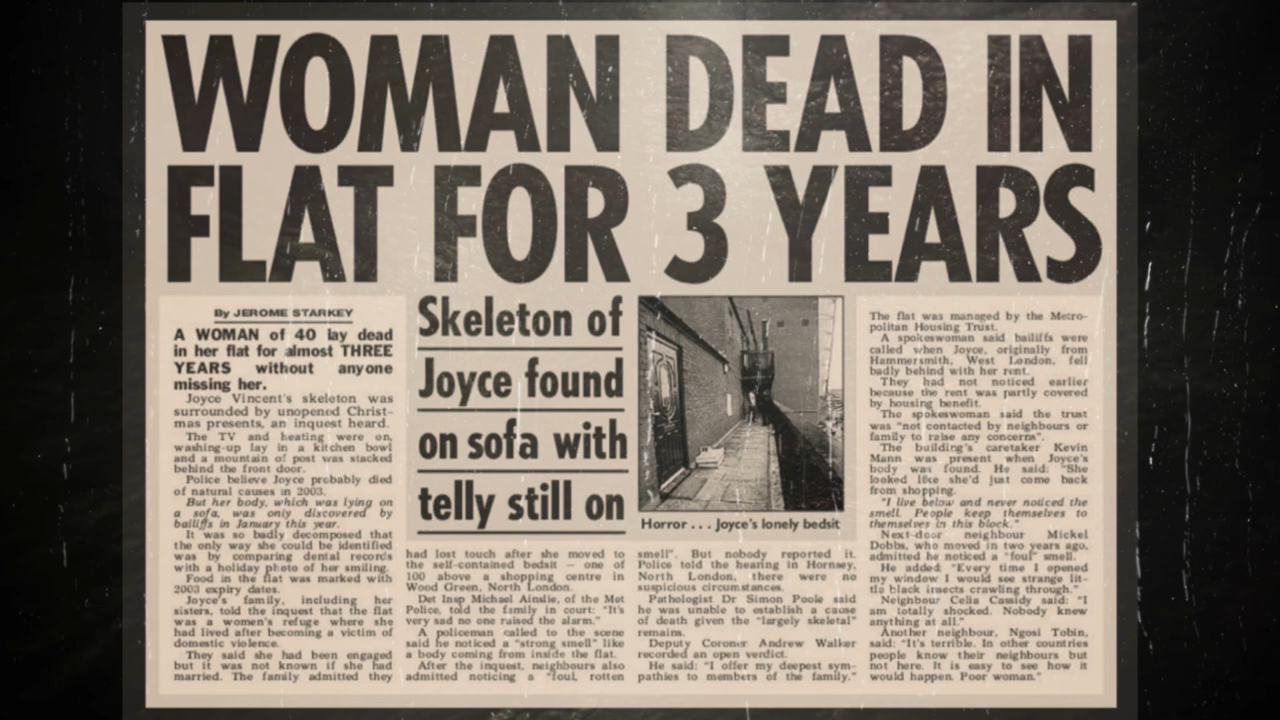 WOMAN DEAD IN
FLAT FOR 3 YEARS
By JEROME STARKEY
A WOMAN of 40 lay dead
in her flat for almost THREE
YEARS without anyone
missing her.
Joyce Vincent's skeleton was
surrounded by unopened Christ-
mas presents, an inquest heard.
The TV and heating were on,
washing-up lay in a kitchen bowl
and a mountain of post was stacked
behind the front door.
Police believe Joyce probably died
of natural causes in 2003.
But her body, which was lying on
a sofa, was only discovered by
bailiffs in January this year.
It was so badly decomposed that
the only way she could be identified
was by comparing dental records
with a holiday photo of her smiling.
Food in the flat was marked with
2003 expiry dates.
Joyce's family, including her
sisters, told the inquest that the flat
was a women's refuge where she
had lived after becoming a victim of
domestic violence.
They said she had been engaged
but it was not known if she had
married. The family admitted they
Skeleton of
Joyce found
on sofa with
telly still on
had lost touch after she moved to
the self-contained bedsit – one of
100 above a shopping centre in
Wood Green, North London.
Det Insp Michael Ainslie, of the Met
Police, told the family in court: "It's
very sad no one raised the alarm."
A policeman called to the scene
said he noticed a "strong smell" like
a body coming from inside the flat.
After the inquest, neighbours also
admitted noticing a "foul, rotten
Horror . . . Joyce's lonely bedsit
smell". But nobody reported it.
Police told the hearing in Hornsey,
North London, there were no
suspicious circumstances.
Pathologist Dr Simon Poole said
he was unable to establish a cause
of death given the "largely skeletal"
remains.
Deputy Coroner Andrew Walker
recorded an open verdict.
He said: "I offer my deepest sym-
pathies to members of the family."
The flat was managed by the Metro-
politan Housing Trust.
A spokeswoman said bailiffs were
called when Joyce, originally from
Hammersmith, West London, fell
badly behind with her rent.
They had not noticed earlier
because the rent was partly covered
by housing benefit.
The spokeswoman said the trust
was "not contacted by neighbours or
family to raise any concerns".
The building's caretaker Kevin
Mann was present when Joyce's
body was found. He said: "She
looked like she'd just come back
from shopping.
"I live below and never noticed the
smell. People keep themselves to
themselves in this block."
Next-door neighbour Mickel
Dobbs, who moved in two years ago,
admitted he noticed a "foul" smell.
He added: "Every time I opened
my window I would see strange lit-
tle black insects crawling through."
Neighbour Celia Cassidy said: "I
am totally shocked. Nobody knew
anything at all."
Another neighbour, Ngosi Tobin,
said: "It's terrible. In other countries
people know their neighbours but
not here. It is easy to see how it
would happen. Poor woman."